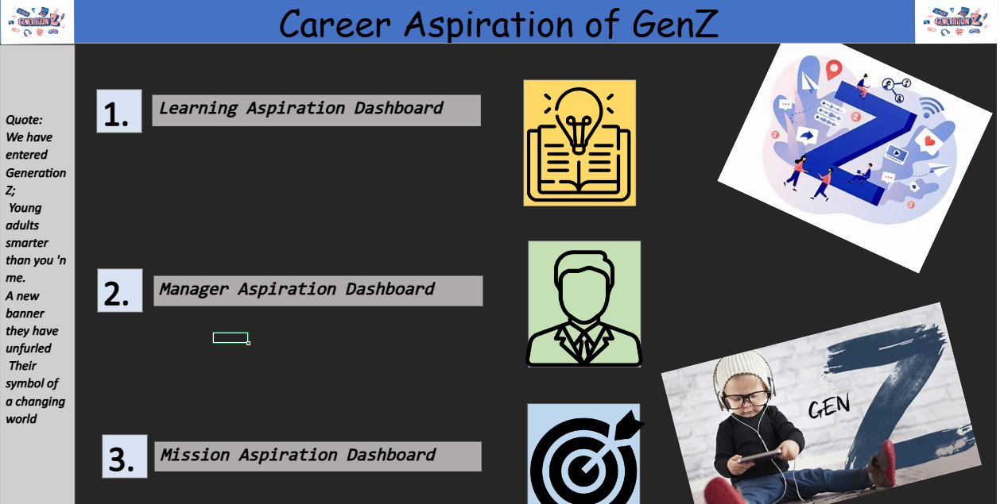 GENERATION Z
Career Aspiration of GenZ
GENERATION Z
Quote:
We have
entered
Generation
Z;
Young
adults
smarter
than you 'n
me.
A new
banner
they have
unfurled
Their
symbol of
a changing
world
1.
Learning Aspiration Dashboard
2.
Manager Aspiration Dashboard
3.
Mission Aspiration Dashboard
Z
GEN Z